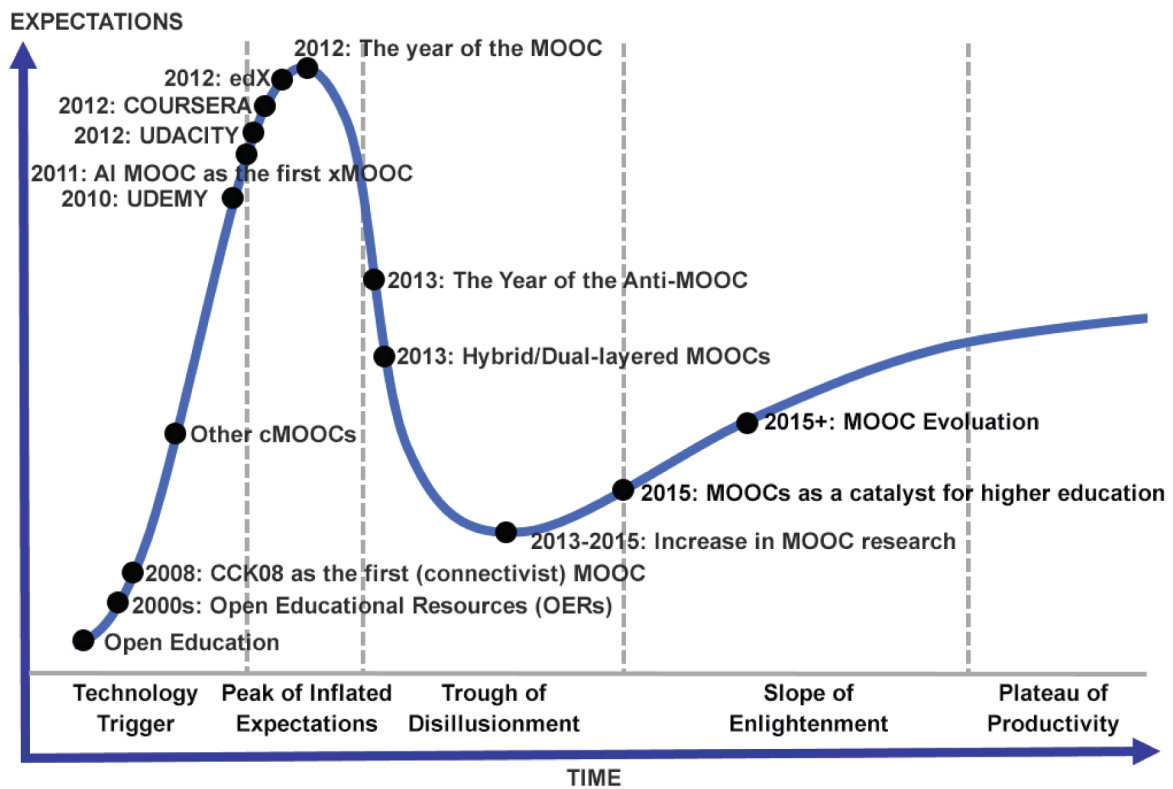 EXPECTATIONS
2012: The year of the MOOC
2012: edX
2012: COURSERA
2012: UDACITY
2011: AI MOOC as the first xMOOC
2010: UDEMY
2013: The Year of the Anti-MOOC
2013: Hybrid/Dual-layered MOOCs
2015+: MOOC Evoluation
Other cMOOCs
2015: MOOCs as a catalyst for higher education
2013-2015: Increase in MOOC research
2008: CCK08 as the first (connectivist) MOOC
2000s: Open Educational Resources (OERs)
Open Education
Technology
Trigger
Peak of Inflated
Expectations
Trough of
Disillusionment
Slope of
Enlightenment
Plateau of
Productivity
TIME